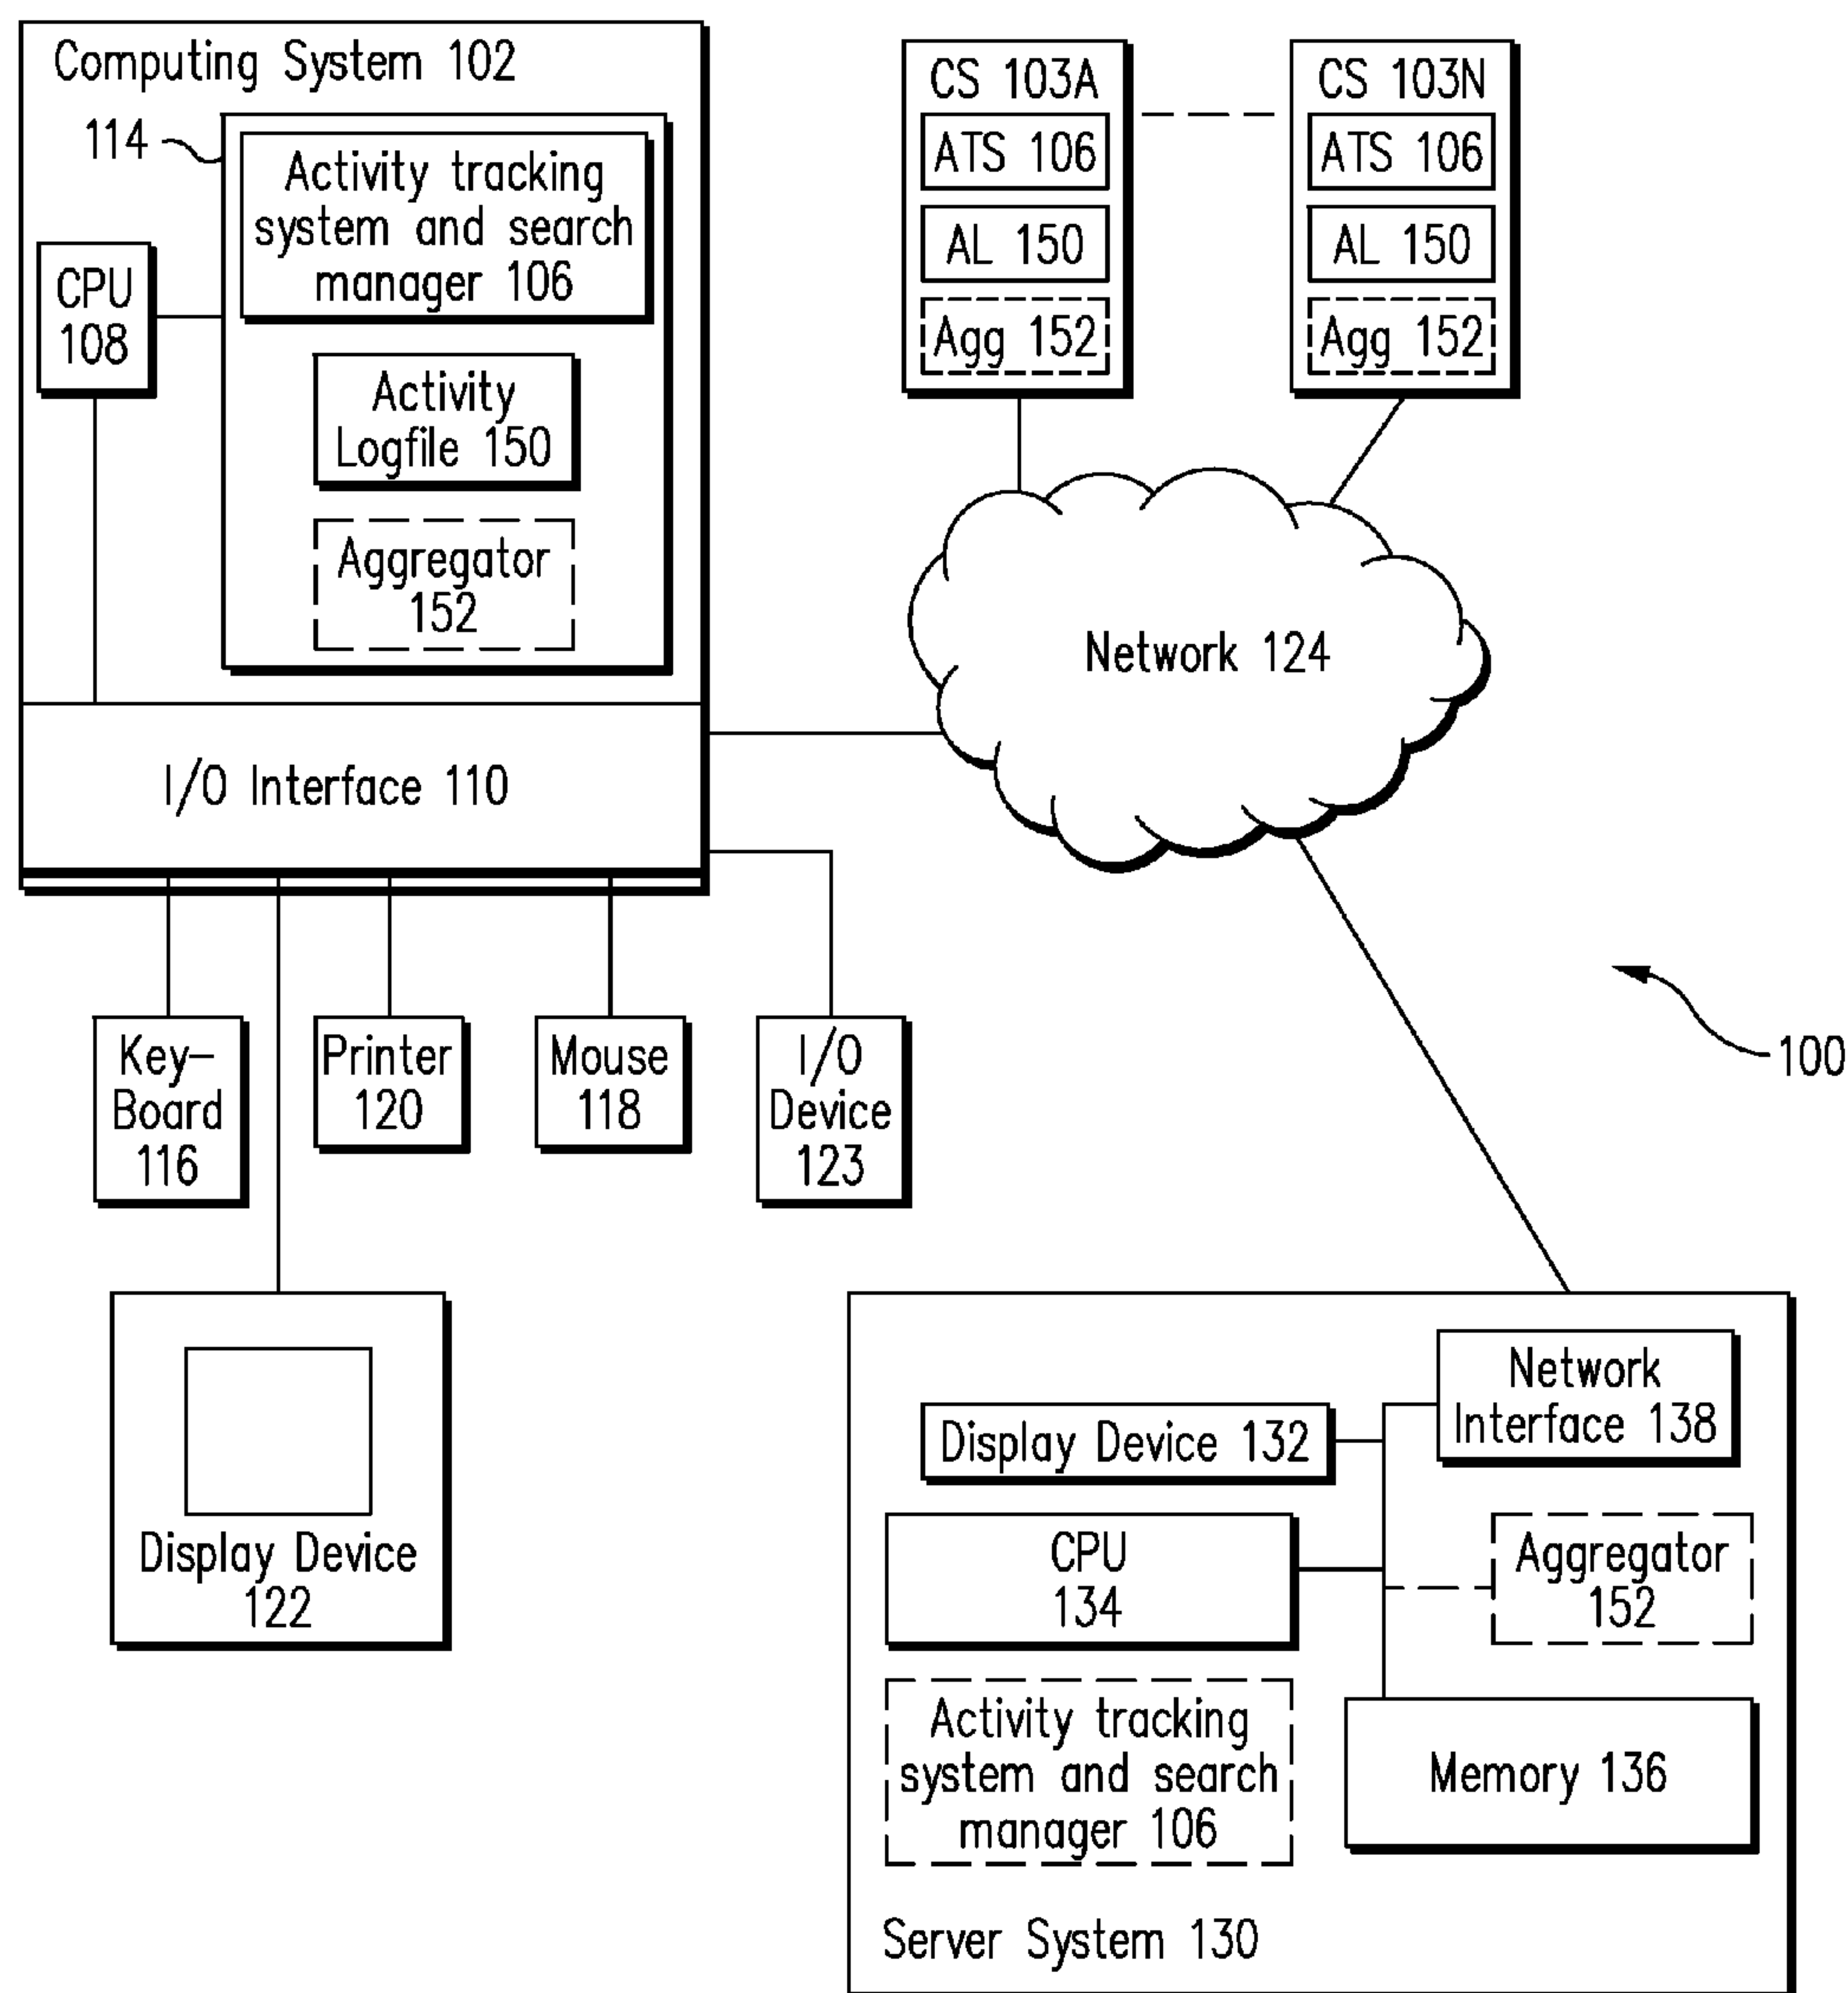 Computing System 102
114
Activity tracking
system and search
manager 106
CPU
108
Activity
Logfile 150
Aggregator
152
I/O Interface 110
CS 103A
ATS 106
AL 150
Agg 152
CS 103N
ATS 106
AL 150
Agg 152
Network 124
100
Key-
Board
116
Printer
120
Mouse
118
I/O
Device
123
Display Device
122
Network
Interface 138
Display Device 132
CPU
134
Aggregator
152
Activity tracking
system and search
manager 106
Memory 136
Server System 130